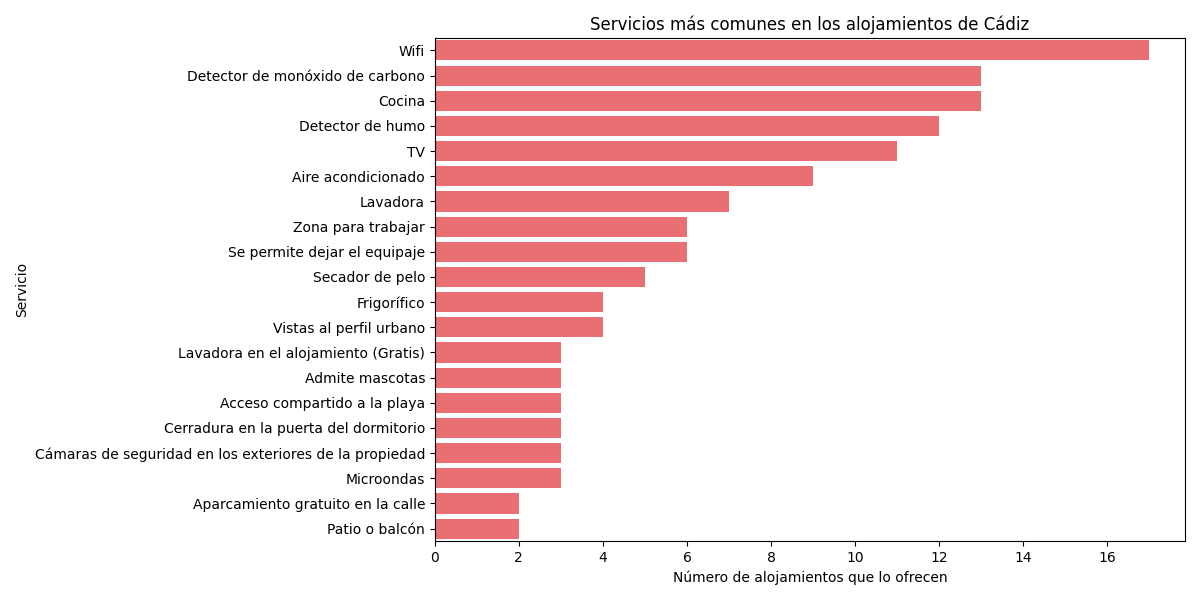 Servicios más comunes en los alojamientos de Cádiz
Servicio
Wifi
Detector de monóxido de carbono
Cocina
Detector de humo
TV
Aire acondicionado
Lavadora
Zona para trabajar
Se permite dejar el equipaje
Secador de pelo
Frigorífico
Vistas al perfil urbano
Lavadora en el alojamiento (Gratis)
Admite mascotas
Acceso compartido a la playa
Cerradura en la puerta del dormitorio
Cámaras de seguridad en los exteriores de la propiedad
Microondas
Aparcamiento gratuito en la calle
Patio o balcón
0 2 4 6 8 10 12 14 16
Número de alojamientos que lo ofrecen